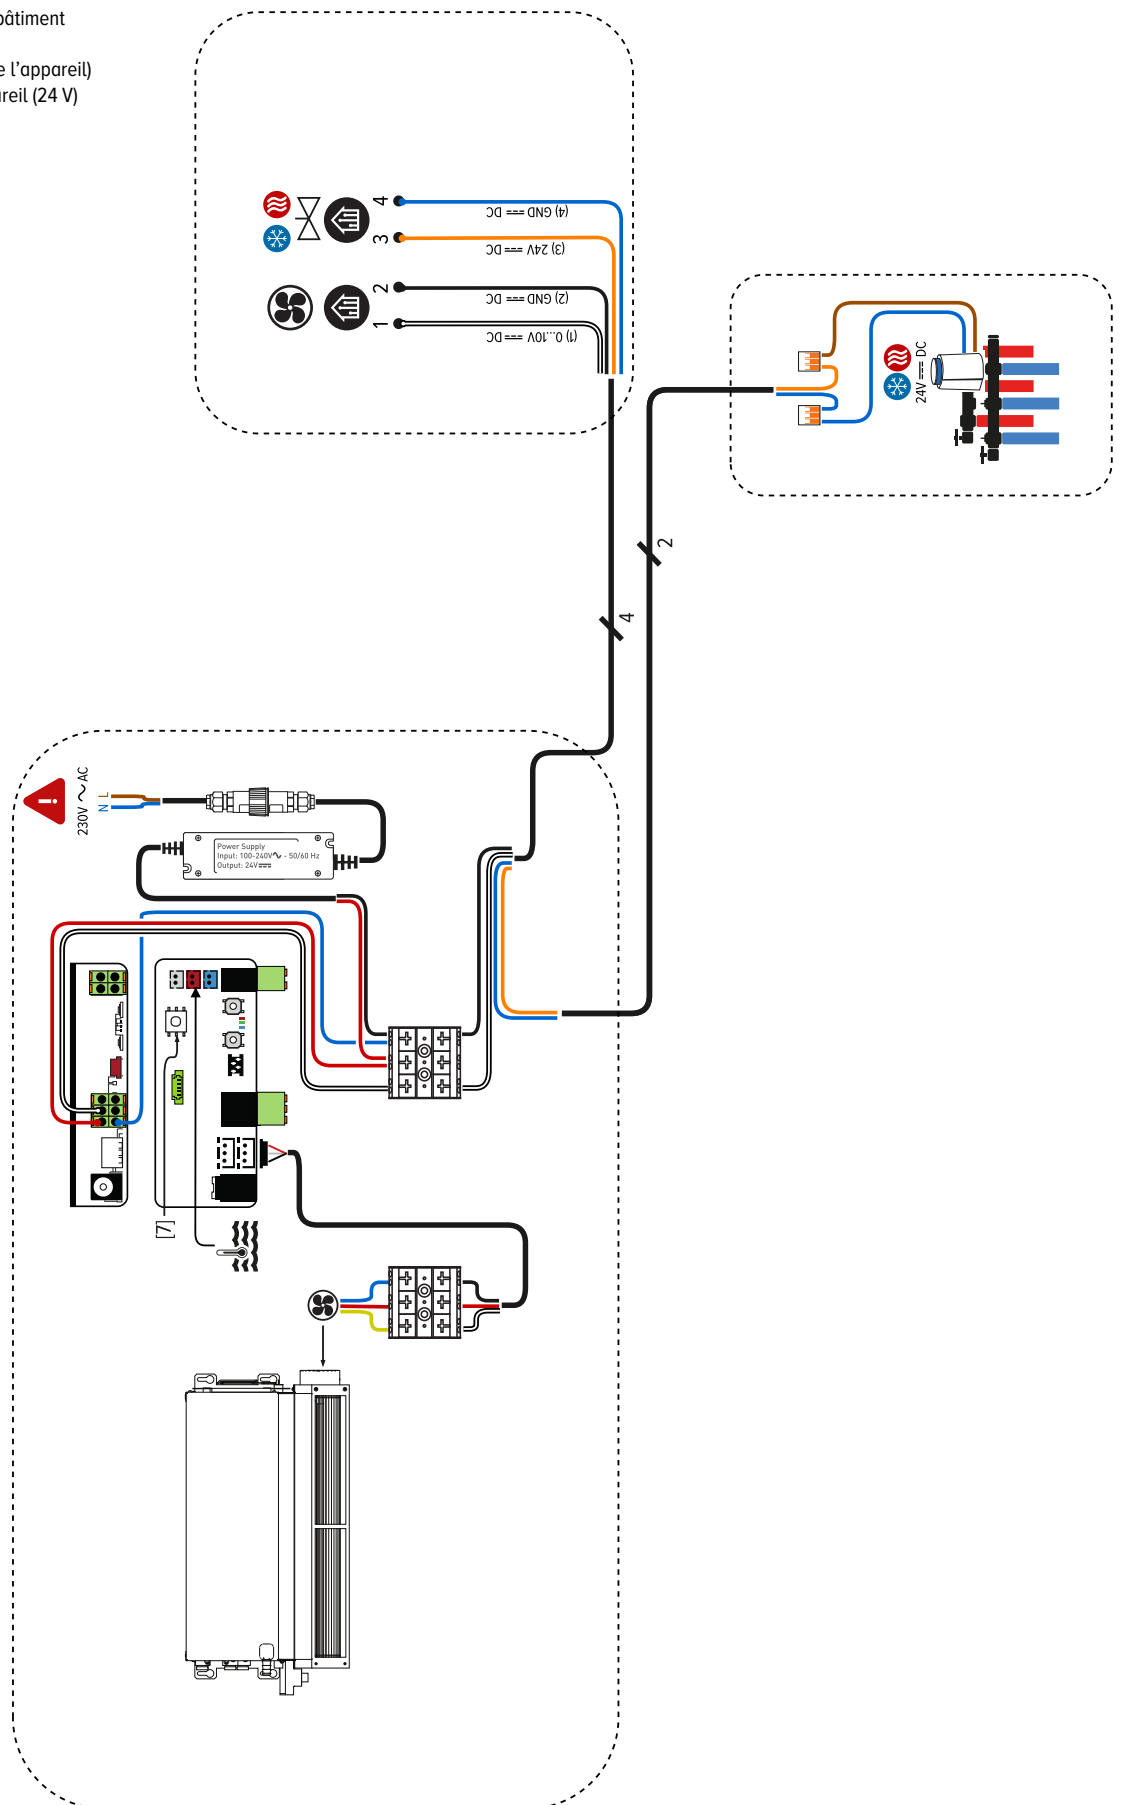 bâtiment
e l'appareil)
reil (24 V)
4
(4) GND ⎓ DC
3
(3) 24V ⎓ DC
2
(2) GND ⎓ DC
1
(1) 0...10V ⎓ DC
24V ⎓ DC
2
4
230V ∼ AC
N L
Power Supply
Input: 100-240V∼ - 50/60 Hz
Output: 24V⎓
[7]